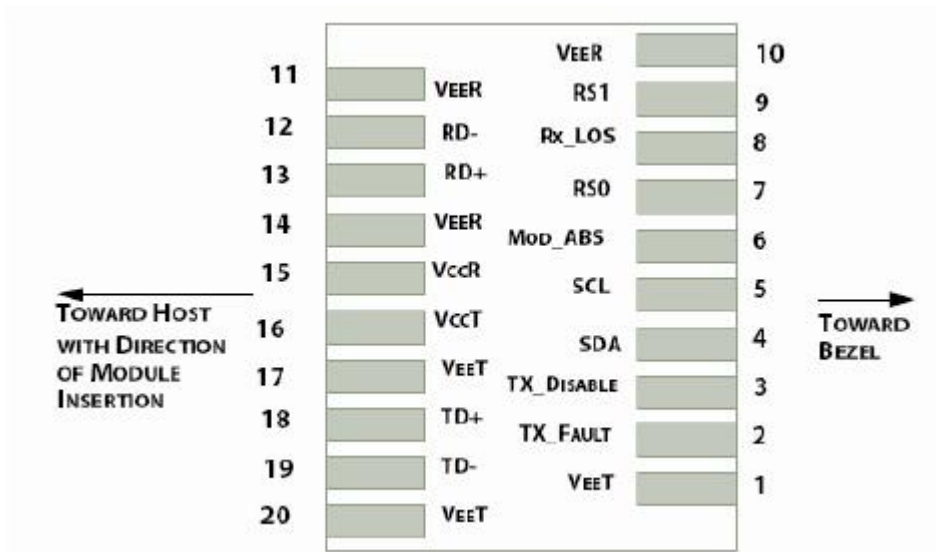 11 VEER
12 RD-
13 RD+
14 VEER
15 VccR
16 VccT
17 VEET
18 TD+
19 TD-
20 VEET
VEER 10
RS1 9
Rx_LOS 8
RS0 7
MOD_ABS 6
SCL 5
SDA 4
TX_DISABLE 3
TX_FAULT 2
VEET 1
TOWARD HOST
WITH DIRECTION
OF MODULE
INSERTION
TOWARD
BEZEL